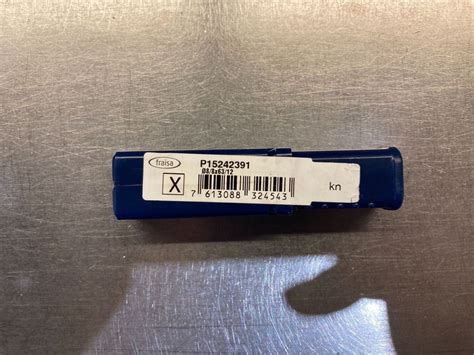 fraisa
P15242391
Ø8/8x63/12
X
kn
7 613088 324543